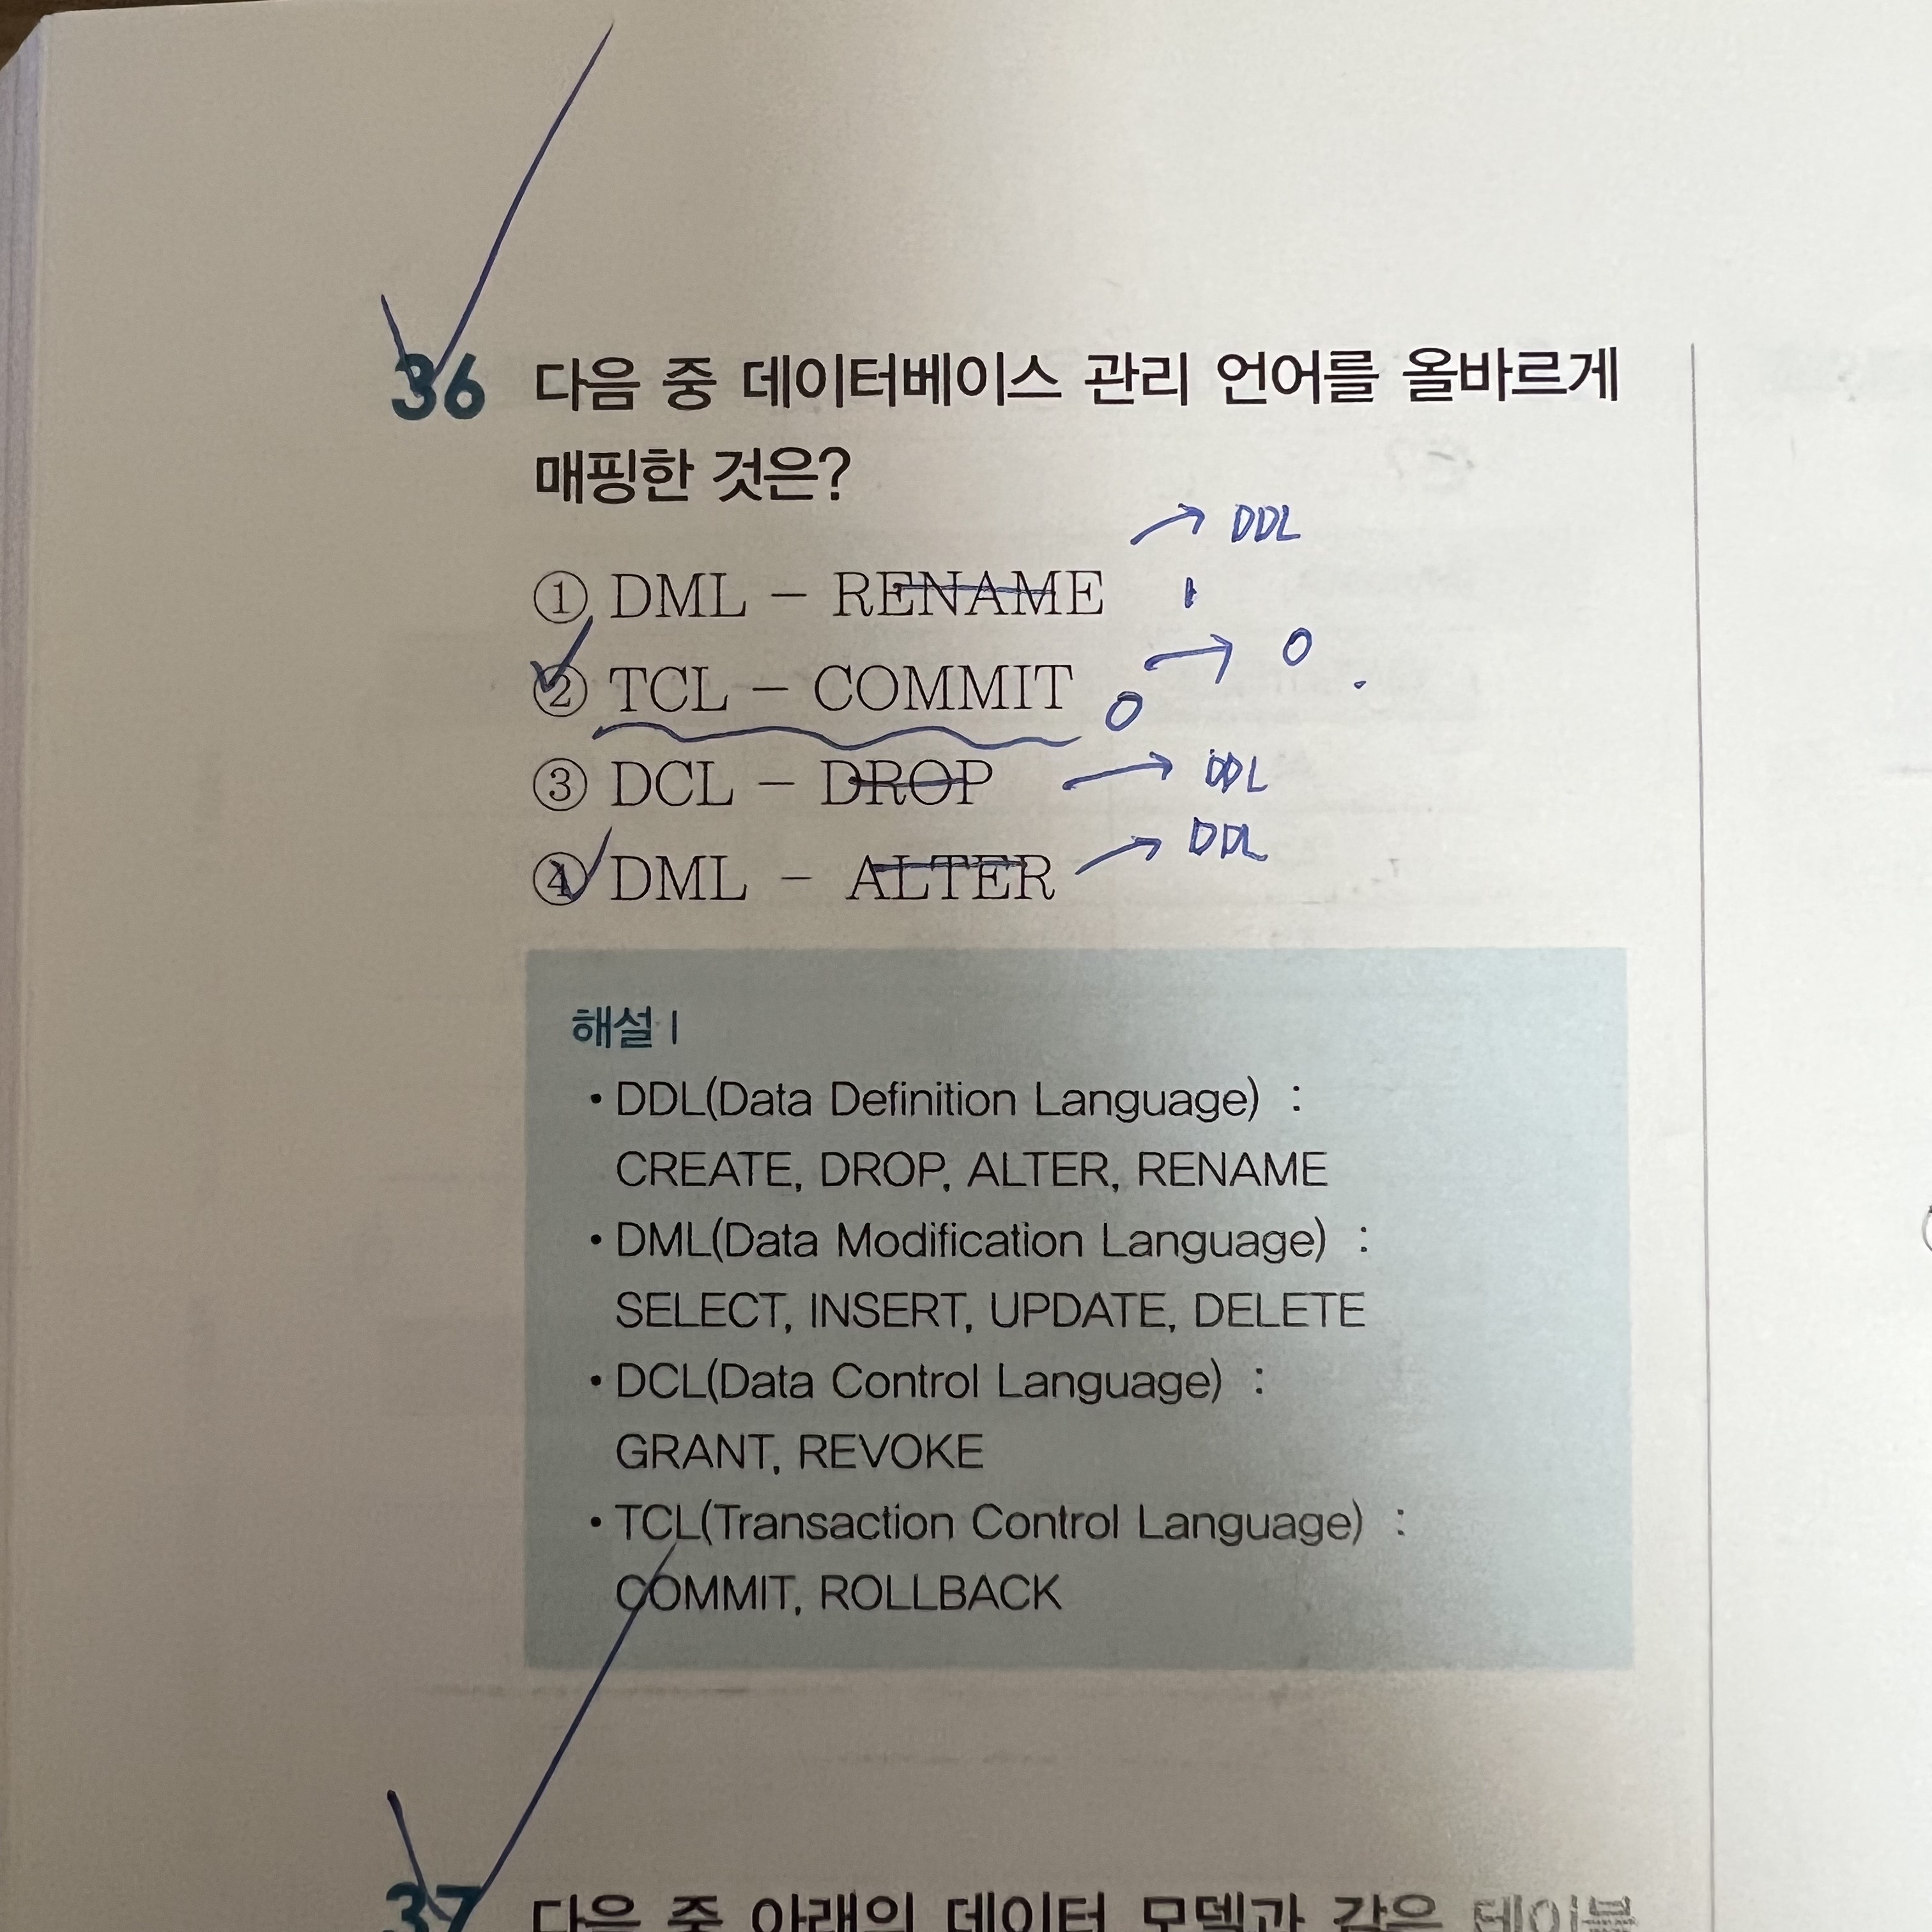 36 다음 중 데이터베이스 관리 언어를 올바르게
매핑한 것은?
① DML - RENAME → DDL
② TCL - COMMIT O → O
③ DCL - DROP → DDL
④ DML - ALTER → DDL
해설 |
• DDL(Data Definition Language) :
CREATE, DROP, ALTER, RENAME
• DML(Data Modification Language) :
SELECT, INSERT, UPDATE, DELETE
• DCL(Data Control Language) :
GRANT, REVOKE
• TCL(Transaction Control Language) :
COMMIT, ROLLBACK
37 다음 중 아래의 데이터 모델과 같은 테이블